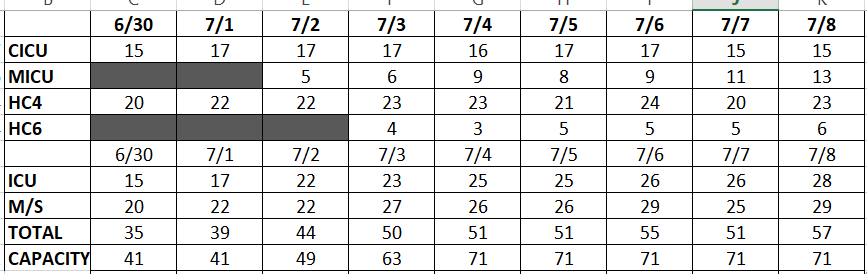 6/30 7/1 7/2 7/3 7/4 7/5 7/6 7/7 7/8
CICU 15 17 17 17 16 17 17 15 15
MICU 5 6 9 8 9 11 13
HC4 20 22 22 23 23 21 24 20 23
HC6 4 3 5 5 5 6
6/30 7/1 7/2 7/3 7/4 7/5 7/6 7/7 7/8
ICU 15 17 22 23 25 25 26 26 28
M/S 20 22 22 27 26 26 29 25 29
TOTAL 35 39 44 50 51 51 55 51 57
CAPACITY 41 41 49 63 71 71 71 71 71